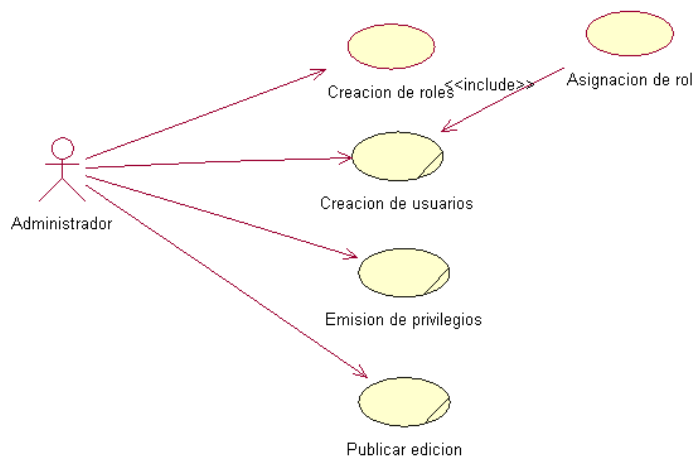 Creacion de roles
<<include>>
Asignacion de rol
Creacion de usuarios
Administrador
Emision de privilegios
Publicar edicion